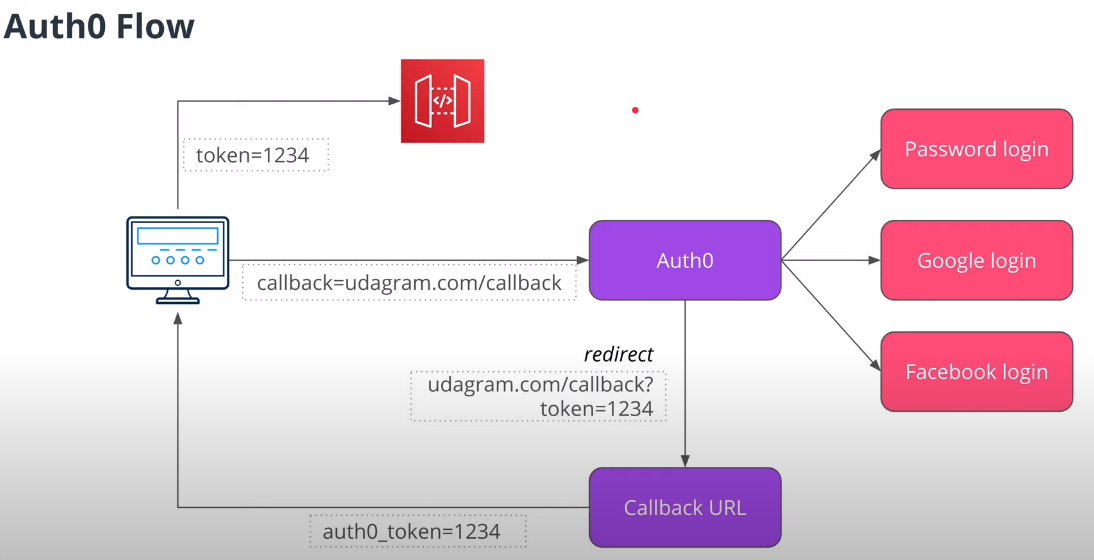 Auth0 Flow
</>
token=1234
Password login
callback=udagram.com/callback
Auth0
Google login
redirect
udagram.com/callback?
token=1234
Facebook login
Callback URL
auth0_token=1234